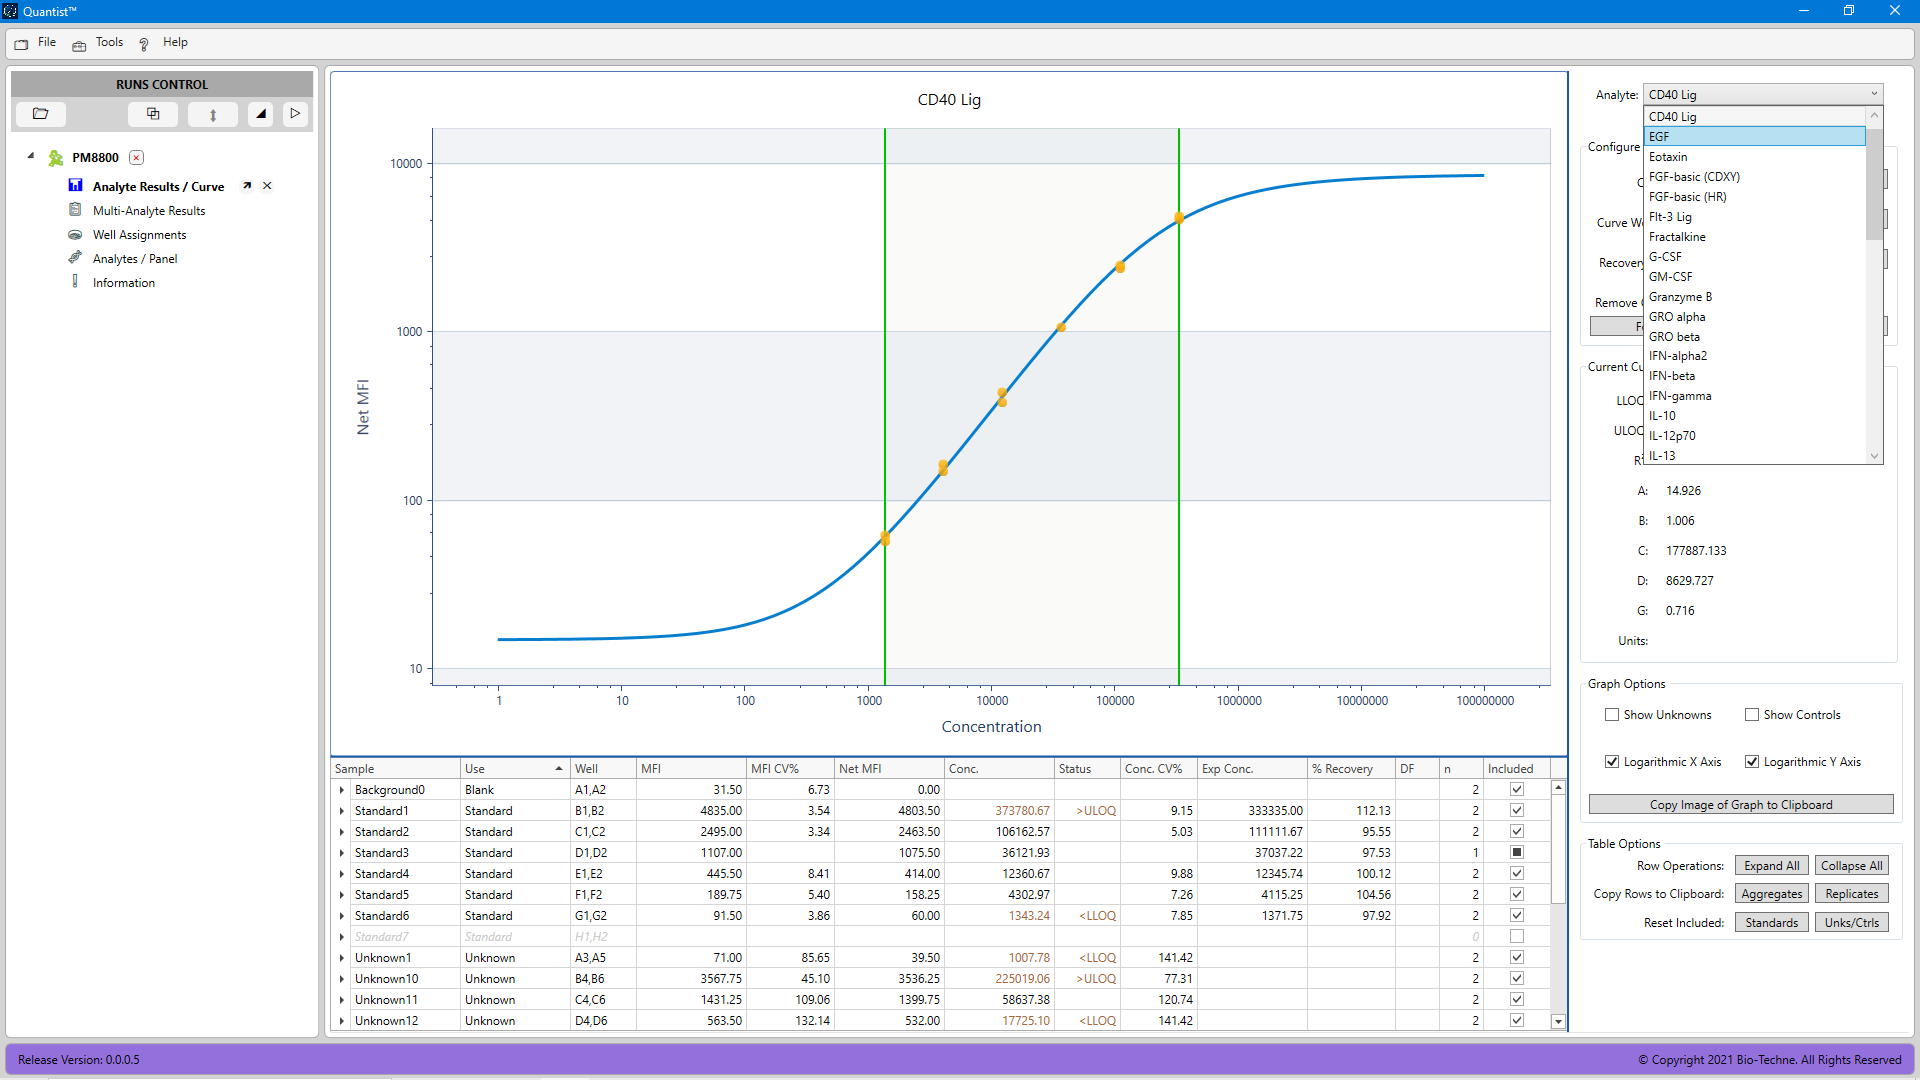 Quantist™
File Tools ? Help
RUNS CONTROL
PM8800
Analyte Results / Curve
Multi-Analyte Results
Well Assignments
Analytes / Panel
Information
CD40 Lig
10000
1000
100
10
Net MFI
1 10 100 1000 10000 100000 1000000 10000000 100000000
Concentration
Analyte: CD40 Lig
CD40 Lig
EGF
Eotaxin
FGF-basic (CDXY)
FGF-basic (HR)
Flt-3 Lig
Fractalkine
G-CSF
GM-CSF
Granzyme B
GRO alpha
GRO beta
IFN-alpha2
IFN-beta
IFN-gamma
IL-10
IL-12p70
IL-13
Configure
Recovery
Remove
A: 14.926
B: 1.006
C: 177887.133
D: 8629.727
G: 0.716
Units:
Graph Options
Show Unknowns Show Controls
Logarithmic X Axis Logarithmic Y Axis
Copy Image of Graph to Clipboard
Table Options
Row Operations: Expand All Collapse All
Copy Rows to Clipboard: Aggregates Replicates
Reset Included: Standards Unks/Ctrls
Sample Use Well MFI MFI CV% Net MFI Conc. Status Conc. CV% Exp Conc. % Recovery DF n Included
Background0 Blank A1,A2 31.50 6.73 0.00 2
Standard1 Standard B1,B2 4835.00 3.54 4803.50 373780.67 >ULOQ 9.15 333335.00 112.13 2
Standard2 Standard C1,C2 2495.00 3.34 2463.50 106162.57 5.03 111111.67 95.55 2
Standard3 Standard D1,D2 1107.00 1075.50 36121.93 37037.22 97.53 1
Standard4 Standard E1,E2 445.50 8.41 414.00 12360.67 9.88 12345.74 100.12 2
Standard5 Standard F1,F2 189.75 5.40 158.25 4302.97 7.26 4115.25 104.56 2
Standard6 Standard G1,G2 91.50 3.86 60.00 1343.24 <LLOQ 7.85 1371.75 97.92 2
Standard7 Standard H1,H2 0
Unknown1 Unknown A3,A5 71.00 85.65 39.50 1007.78 <LLOQ 141.42 2
Unknown10 Unknown B4,B6 3567.75 45.10 3536.25 225019.06 >ULOQ 77.31 2
Unknown11 Unknown C4,C6 1431.25 109.06 1399.75 58637.38 120.74 2
Unknown12 Unknown D4,D6 563.50 132.14 532.00 17725.10 <LLOQ 141.42 2
Release Version: 0.0.0.5
© Copyright 2021 Bio-Techne. All Rights Reserved